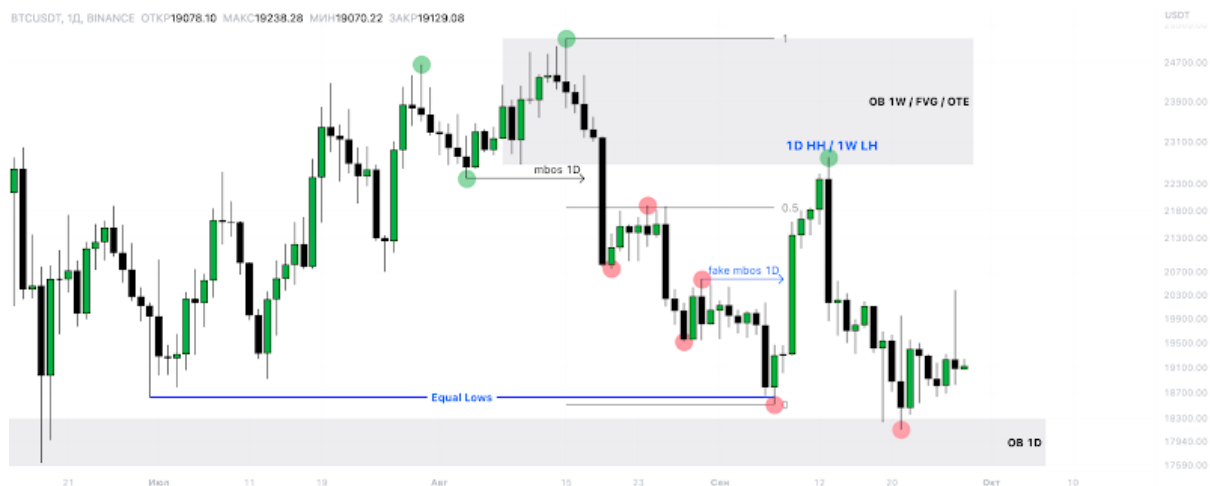 BTCUSDT, 1Д, BINANCE ОТКР19078.10 МАКС19238.28 МИН19070.22 ЗАКР19129.08
USDT
1
24700.00
OB 1W / FVG / OTE
23900.00
1D HH / 1W LH
23100.00
mbos 1D
22300.00
0.5
21800.00
21300.00
fake mbos 1D
20700.00
20300.00
19900.00
19500.00
19100.00
Equal Lows
18700.00
0
18300.00
OB 1D
17940.00
17590.00
21 Июл 11 19 Авг 15 23 Сен 12 20 Окт 10